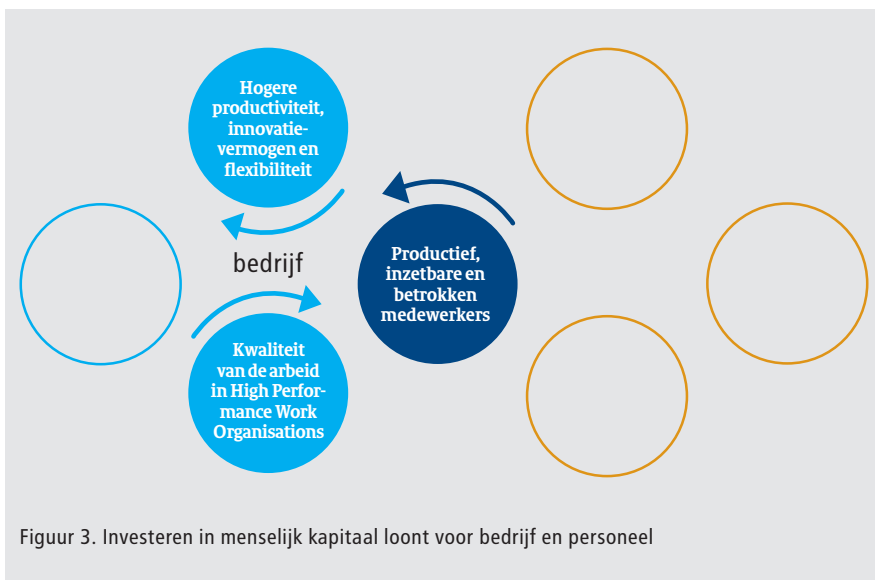 Hogere
productiviteit,
innovatie-
vermogen en
flexibiliteit
bedrijf
Productief,
inzetbare en
betrokken
medewerkers
Kwaliteit
van de arbeid
in High Perfor-
mance Work
Organisations
Figuur 3. Investeren in menselijk kapitaal loont voor bedrijf en personeel